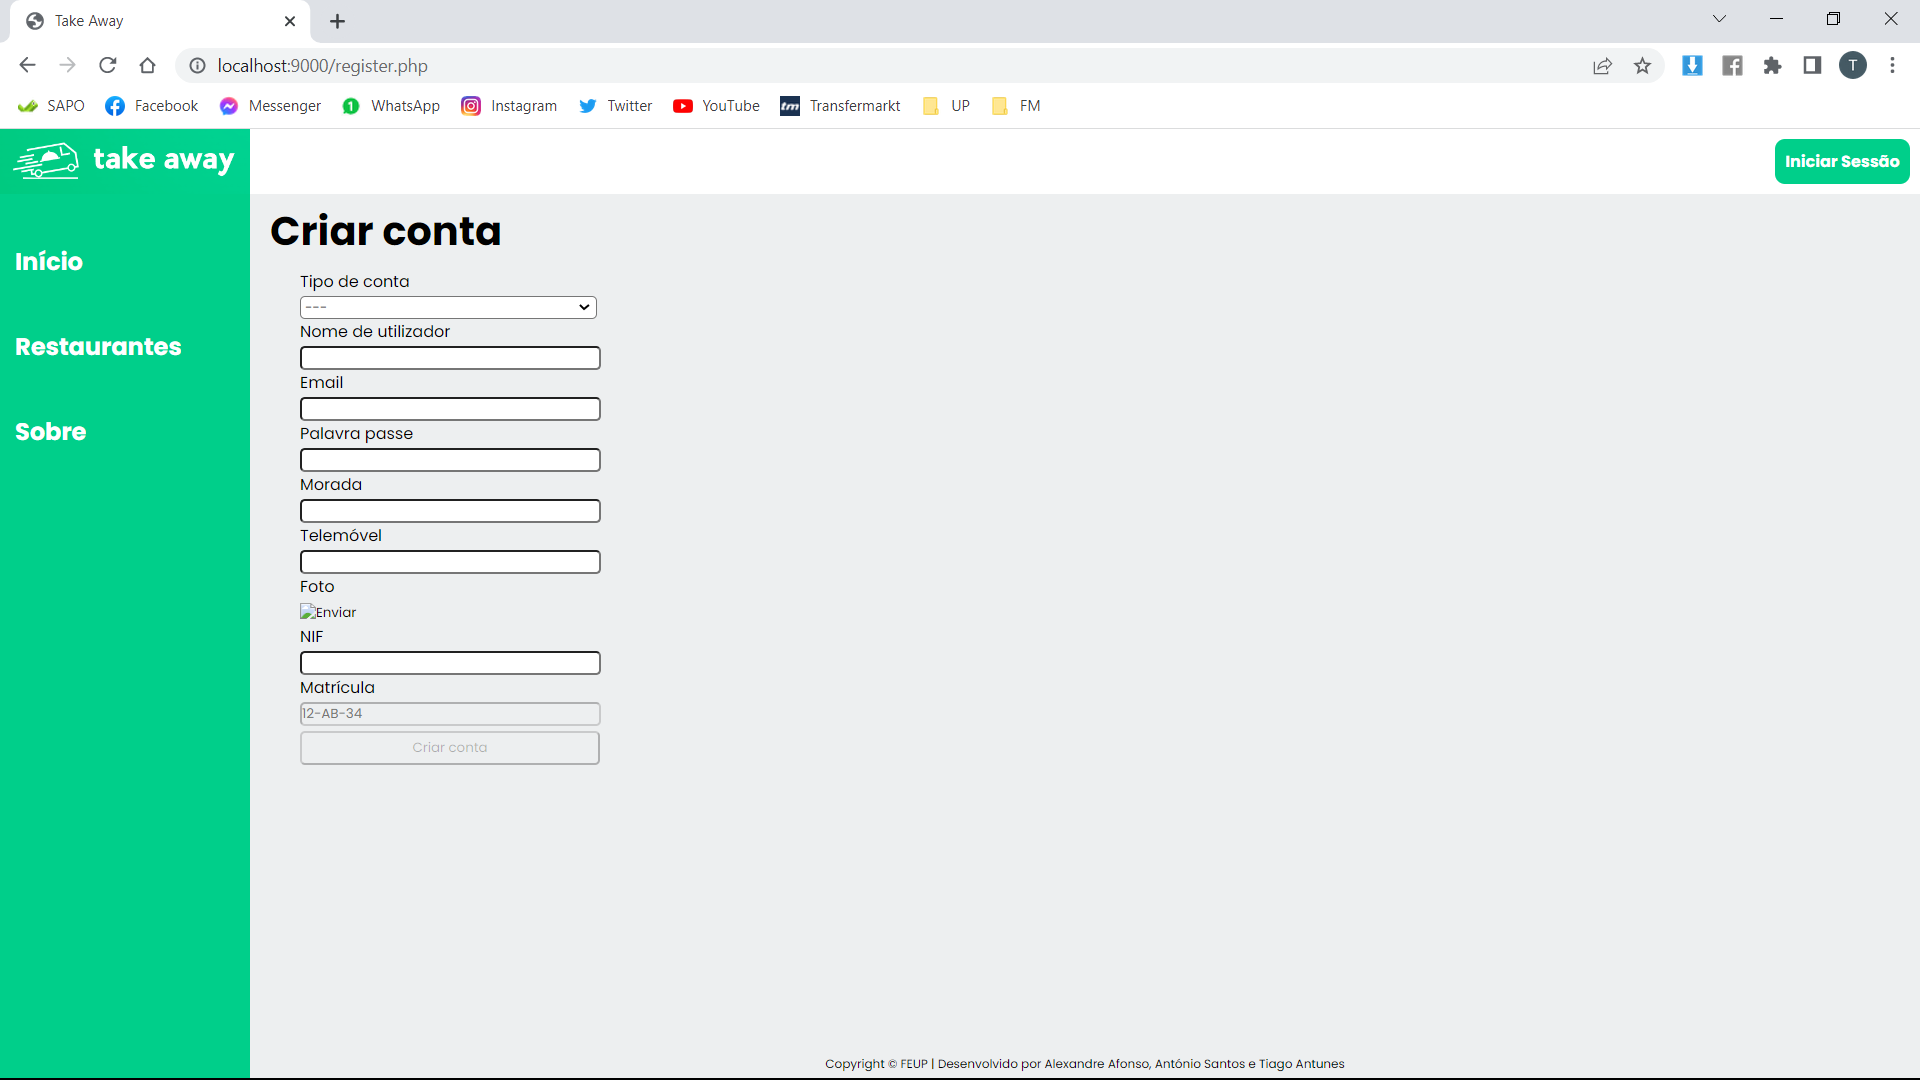 Take Away
localhost:9000/register.php
T
SAPO Facebook Messenger 1 WhatsApp Instagram Twitter YouTube tm Transfermarkt UP FM
take away
Iniciar Sessão
Início
Restaurantes
Sobre
Criar conta
Tipo de conta
---
Nome de utilizador
Email
Palavra passe
Morada
Telemóvel
Foto
Enviar
NIF
Matrícula
12-AB-34
Criar conta
Copyright © FEUP | Desenvolvido por Alexandre Afonso, António Santos e Tiago Antunes